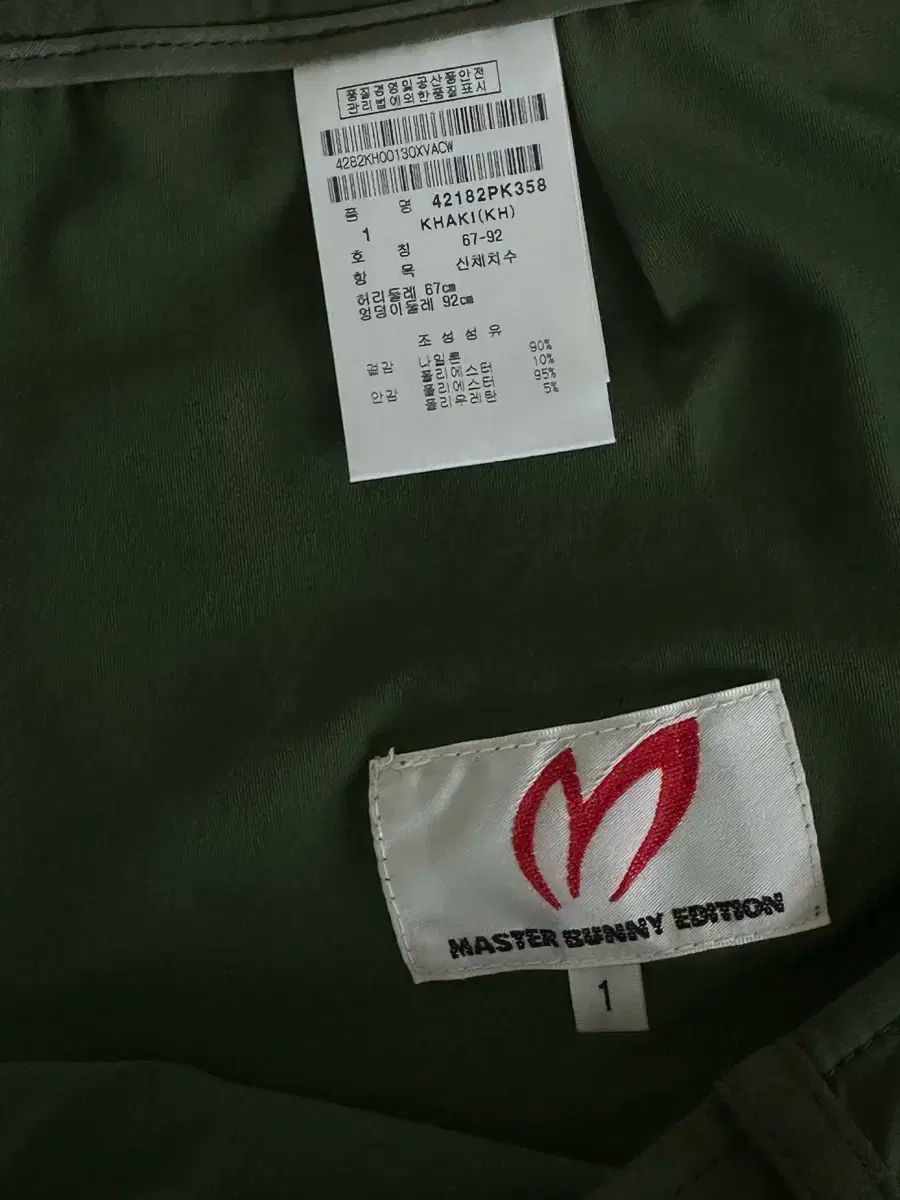 품질경영및공산품안전
관리법에의한품질표시
4282KH00130XVACW
품 명 42182PK358
KHAKI(KH)
1
호 칭 67-92
항 목 신체치수
허리둘레 67cm
엉덩이둘레 92cm
조 성 섬 유
겉감 나일론 90%
폴리에스터 10%
안감 폴리에스터 95%
폴리우레탄 5%
MASTER BUNNY EDITION
1